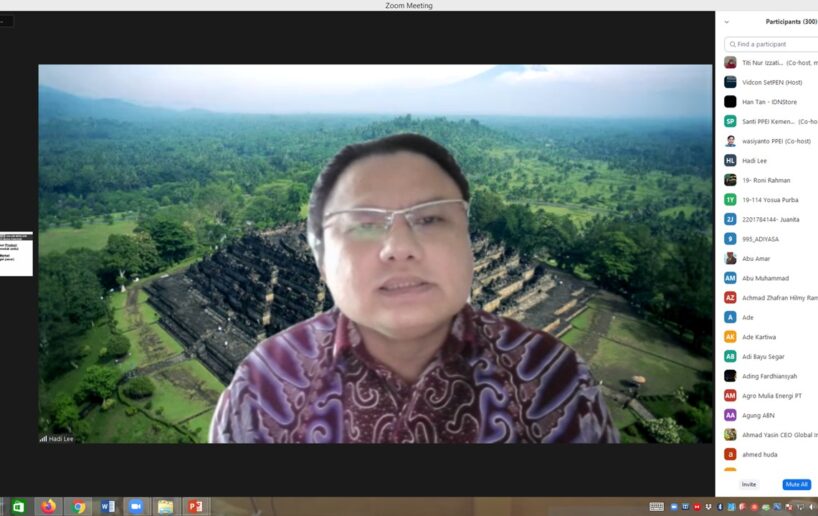 Zoom Meeting
Participants (300)
Find a participant
Titi Nur Izzati... (Co-host, m
Vidcon SetPEN (Host)
Han Tan - IDNStore
SP Santi PPEI Kemen... (Co-ho
wasiyanto PPEI (Co-host)
HL Hadi Lee
19- Roni Rahman
1Y 19-114 Yosua Purba
2J 2201784144- Juanita
9 995_ADIYASA
Abu Amar
AM Abu Muhammad
AZ Achmad Zhafran Hilmy Ram
A Ade
AK Ade Kartiwa
AB Adi Bayu Segar
Ading Fardhiansyah
AM Agro Mulia Energi PT
AA Agung ABN
Ahmad Yasin CEO Global In
a ahmed huda
Hadi Lee
Invite
Mute All